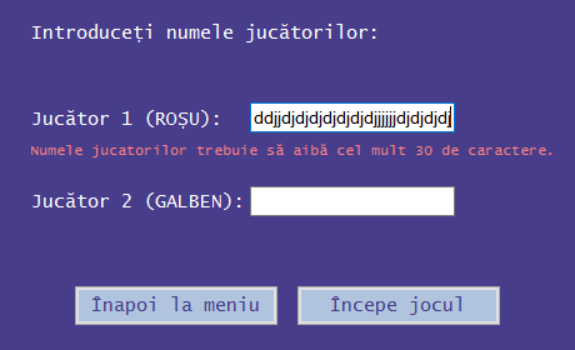 Introduceți numele jucătorilor:
Jucător 1 (ROȘU): ddjjdjdjdjdjdjdjdjjjjjjdjdjdjdj
Numele jucatorilor trebuie să aibă cel mult 30 de caractere.
Jucător 2 (GALBEN):
Înapoi la meniu
Începe jocul